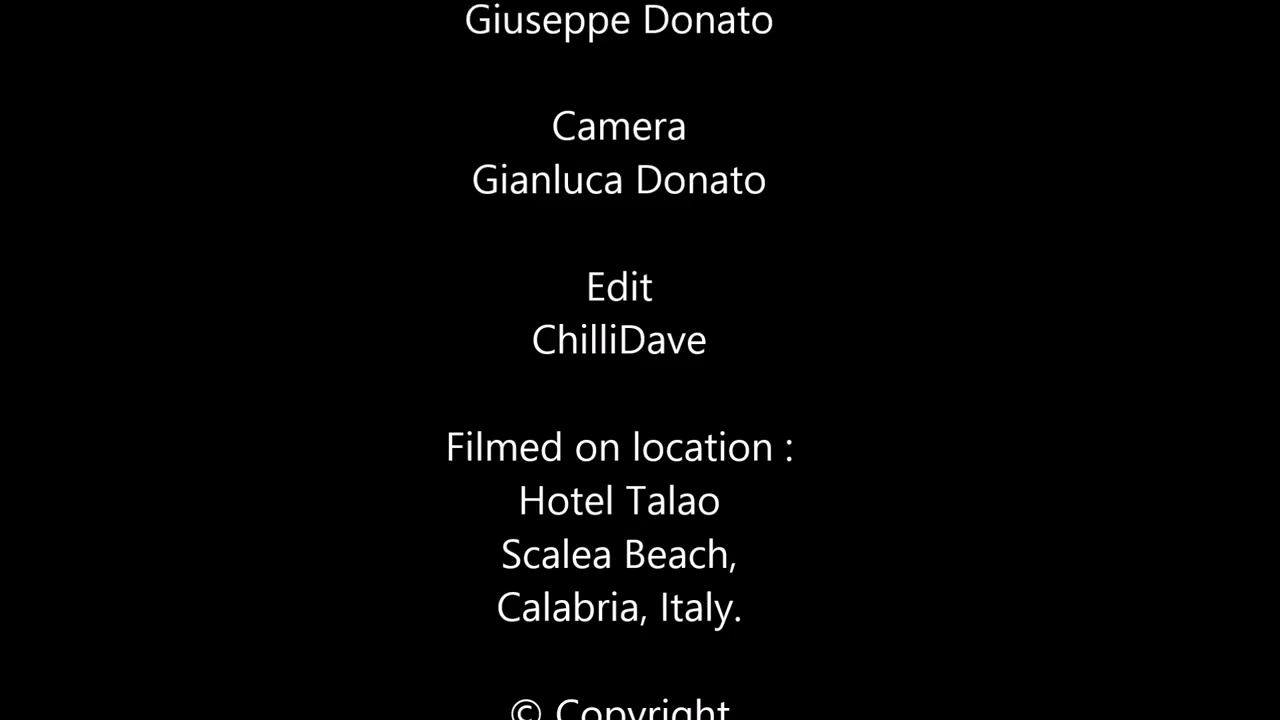 Giuseppe Donato
Camera
Gianluca Donato
Edit
ChilliDave
Filmed on location :
Hotel Talao
Scalea Beach,
Calabria, Italy.
© Copyright